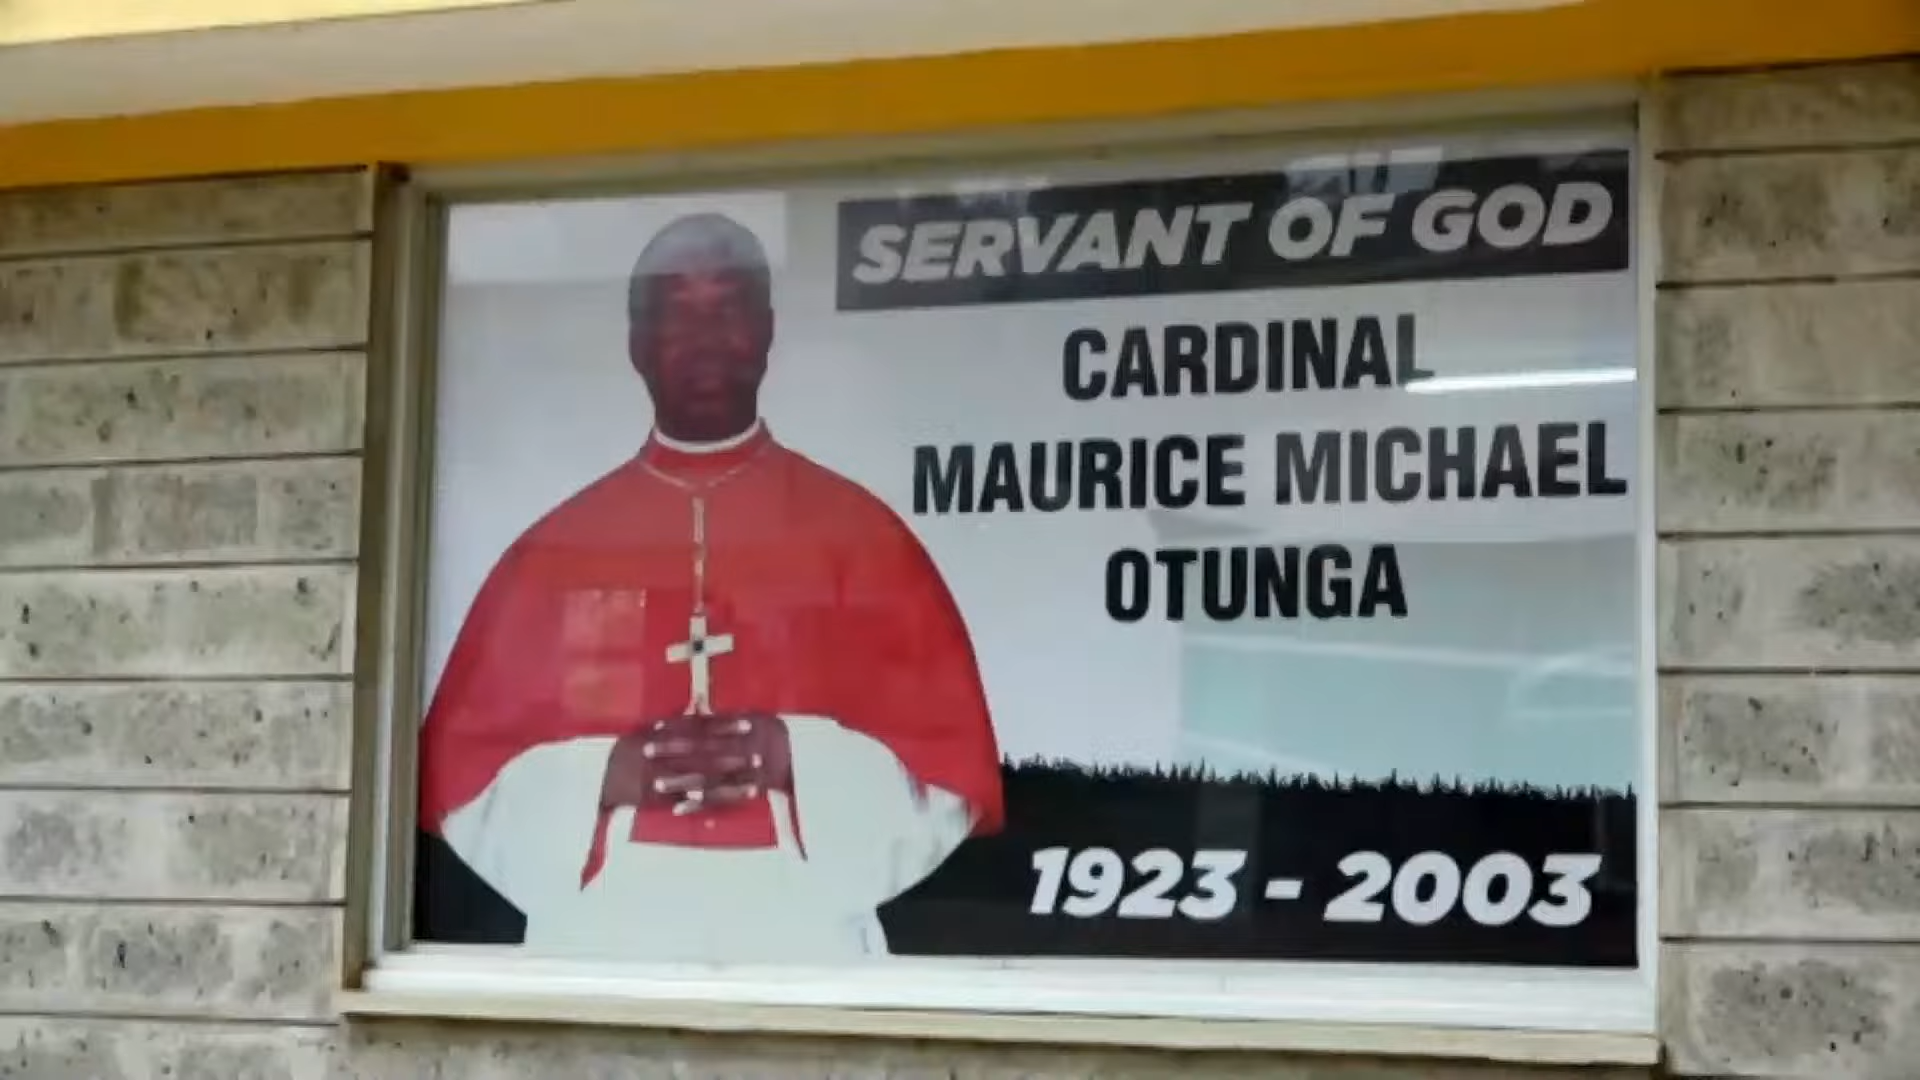 SERVANT OF GOD
CARDINAL
MAURICE MICHAEL
OTUNGA
1923 - 2003